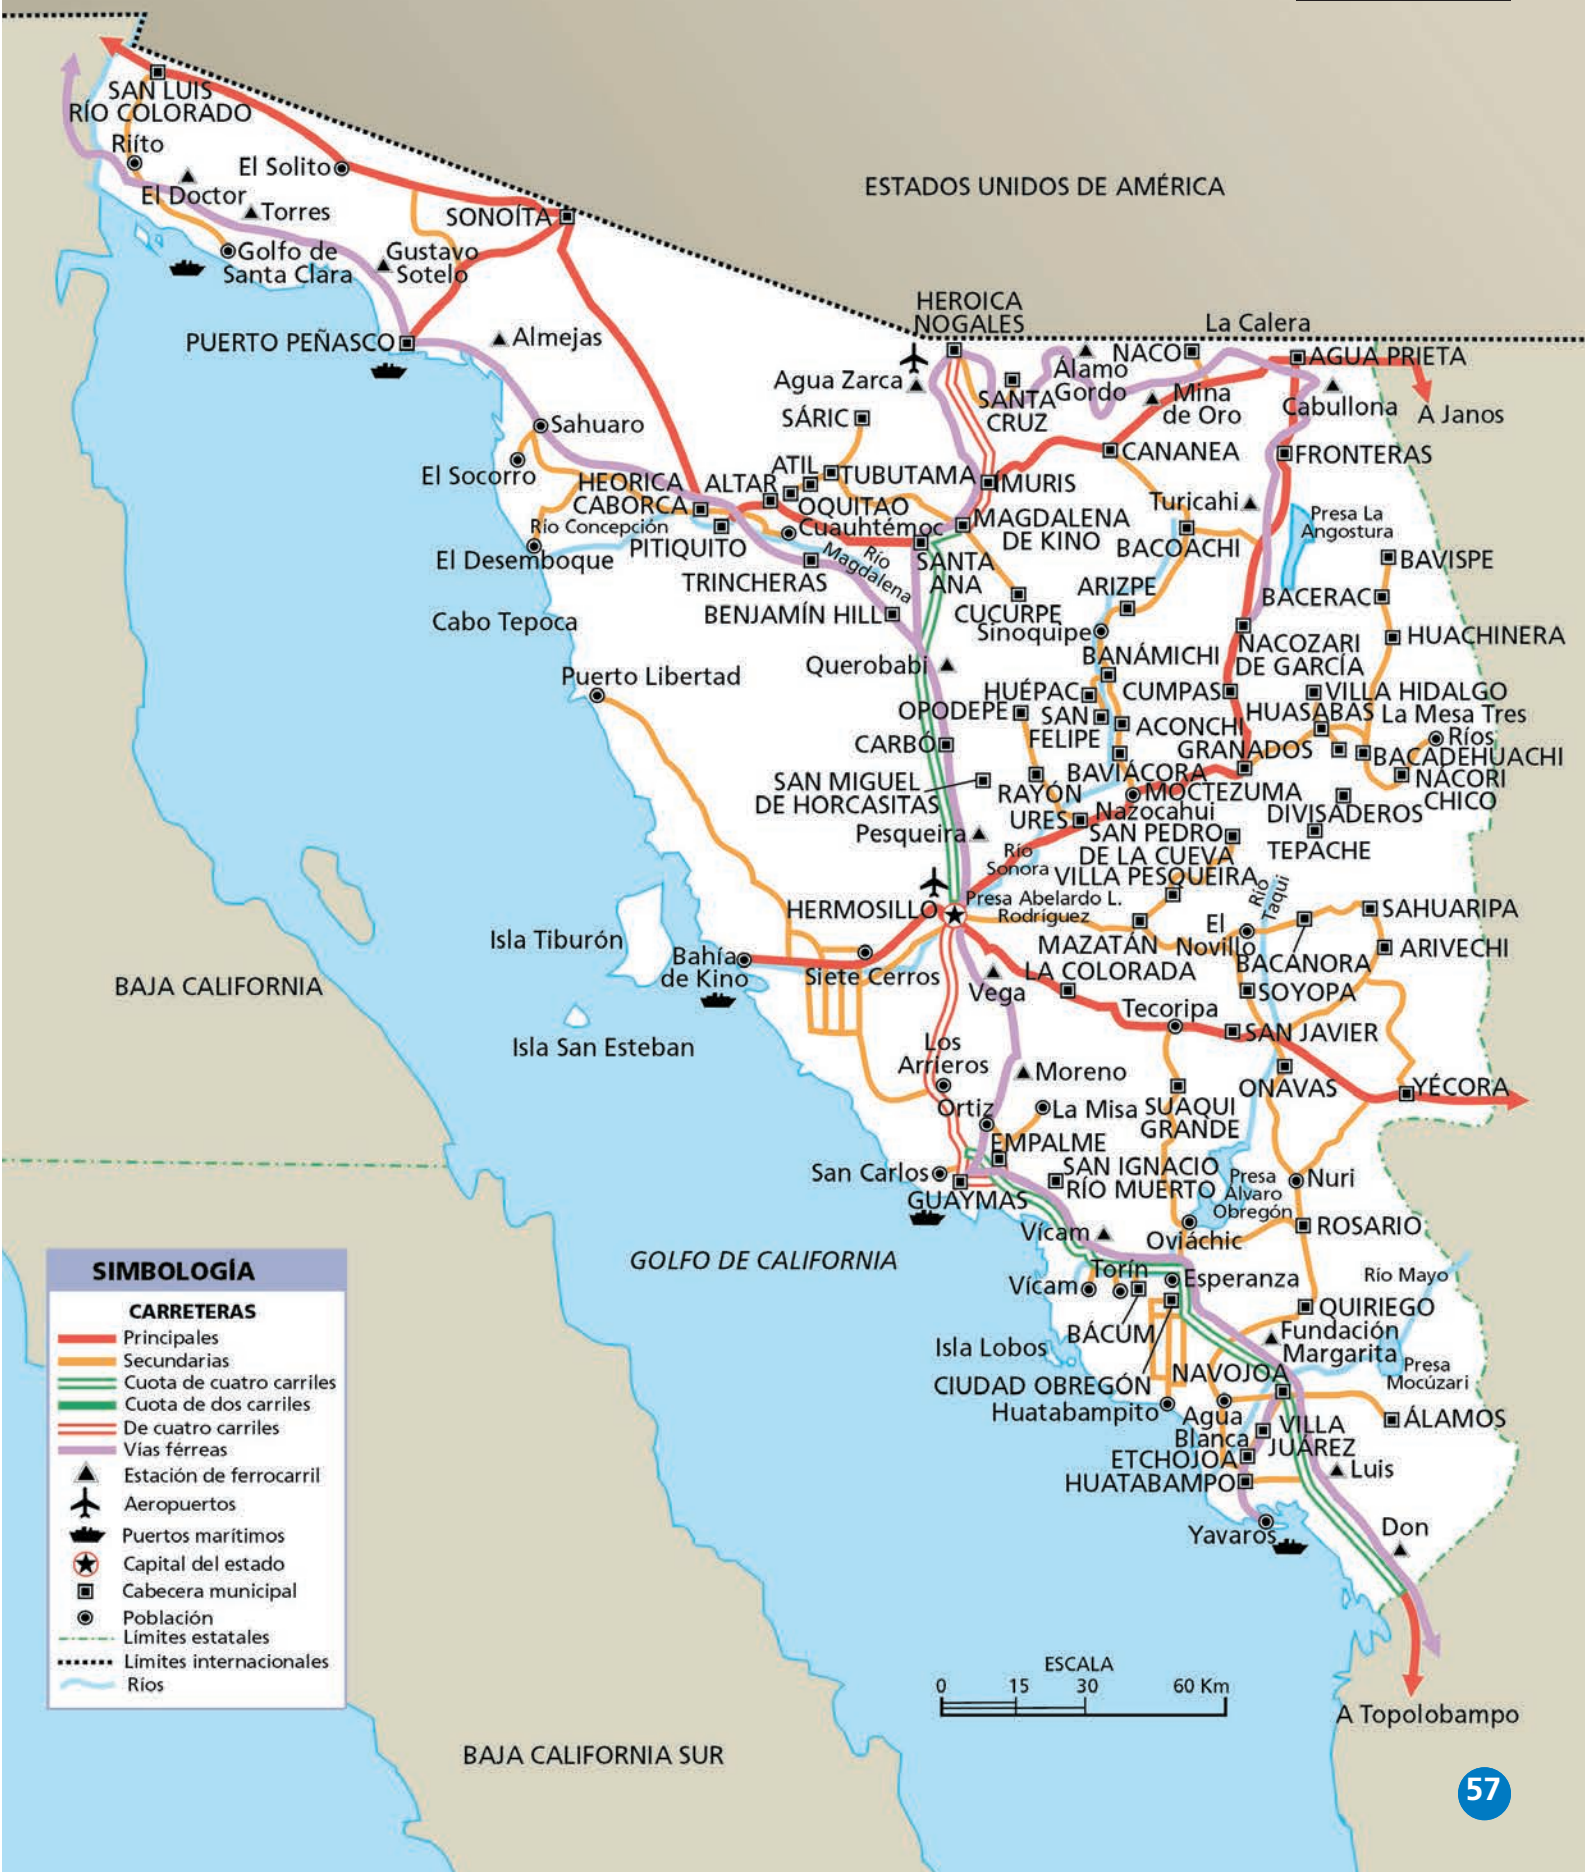 SAN LUIS
RÍO COLORADO
Riíto
El Solito
El Doctor
Torres
SONOÍTA
Golfo de
Santa Clara
Gustavo
Sotelo
ESTADOS UNIDOS DE AMÉRICA
PUERTO PEÑASCO
Almejas
HEROICA
NOGALES
La Calera
NACO
AGUA PRIETA
Agua Zarca
Álamo
Gordo
SANTA
CRUZ
Mina
de Oro
Cabullona
A Janos
SÁRIC
Sahuaro
CANANEA
FRONTERAS
El Socorro
HEORICA
CABORCA
ALTAR
ATIL
TUBUTAMA
OQUITAO
IMURIS
Turicahi
Río Concepción
Cuauhtémoc
MAGDALENA
DE KINO
BACOACHI
Presa La
Angostura
El Desemboque
PITIQUITO
Río
Magdalena
SANTA
ANA
BAVISPE
TRINCHERAS
ARIZPE
BACERAC
Cabo Tepoca
BENJAMÍN HILL
CUCURPE
Sinoquipe
NACOZARI
DE GARCÍA
HUACHINERA
Querobabi
BANÁMICHI
Puerto Libertad
HUÉPAC
CUMPAS
VILLA HIDALGO
OPODEPE
SAN
FELIPE
ACONCHI
HUASABAS
La Mesa Tres
Ríos
CARBÓ
GRANADOS
BACADEHUACHI
SAN MIGUEL
DE HORCASITAS
RAYÓN
BAVIÁCORA
MOCTEZUMA
NÁCORI
CHICO
Pesqueira
URES
Nazocahui
DIVISADEROS
SAN PEDRO
DE LA CUEVA
TEPACHE
Río
Sonora
VILLA PESQUEIRA
HERMOSILLO
Presa Abelardo L.
Rodríguez
Río
Taqui
SAHUARIPA
El
Novillo
Isla Tiburón
Bahía
de Kino
Siete Cerros
MAZATÁN
BACANORA
ARIVECHI
BAJA CALIFORNIA
Vega
LA COLORADA
SOYOPA
Tecoripa
SAN JAVIER
Isla San Esteban
Los
Arrieros
Moreno
ONAVAS
YÉCORA
Ortiz
La Misa
SUAQUI
GRANDE
EMPALME
San Carlos
SAN IGNACIO
RÍO MUERTO
Presa
Álvaro
Obregón
Nuri
GUAYMAS
Vícam
Oviáchic
ROSARIO
GOLFO DE CALIFORNIA
Vícam
Torín
Esperanza
Río Mayo
BÁCUM
QUIRIEGO
Isla Lobos
Fundación
Margarita
CIUDAD OBREGÓN
NAVOJOA
Presa
Mocúzari
Huatabampito
Agua
Blanca
VILLA
JUÁREZ
ÁLAMOS
ETCHOJOA
HUATABAMPO
Luis
Yavaros
Don
SIMBOLOGÍA
CARRETERAS
Principales
Secundarias
Cuota de cuatro carriles
Cuota de dos carriles
De cuatro carriles
Vías férreas
Estación de ferrocarril
Aeropuertos
Puertos marítimos
Capital del estado
Cabecera municipal
Población
Límites estatales
Límites internacionales
Ríos
ESCALA
0 15 30 60 Km
A Topolobampo
BAJA CALIFORNIA SUR
57